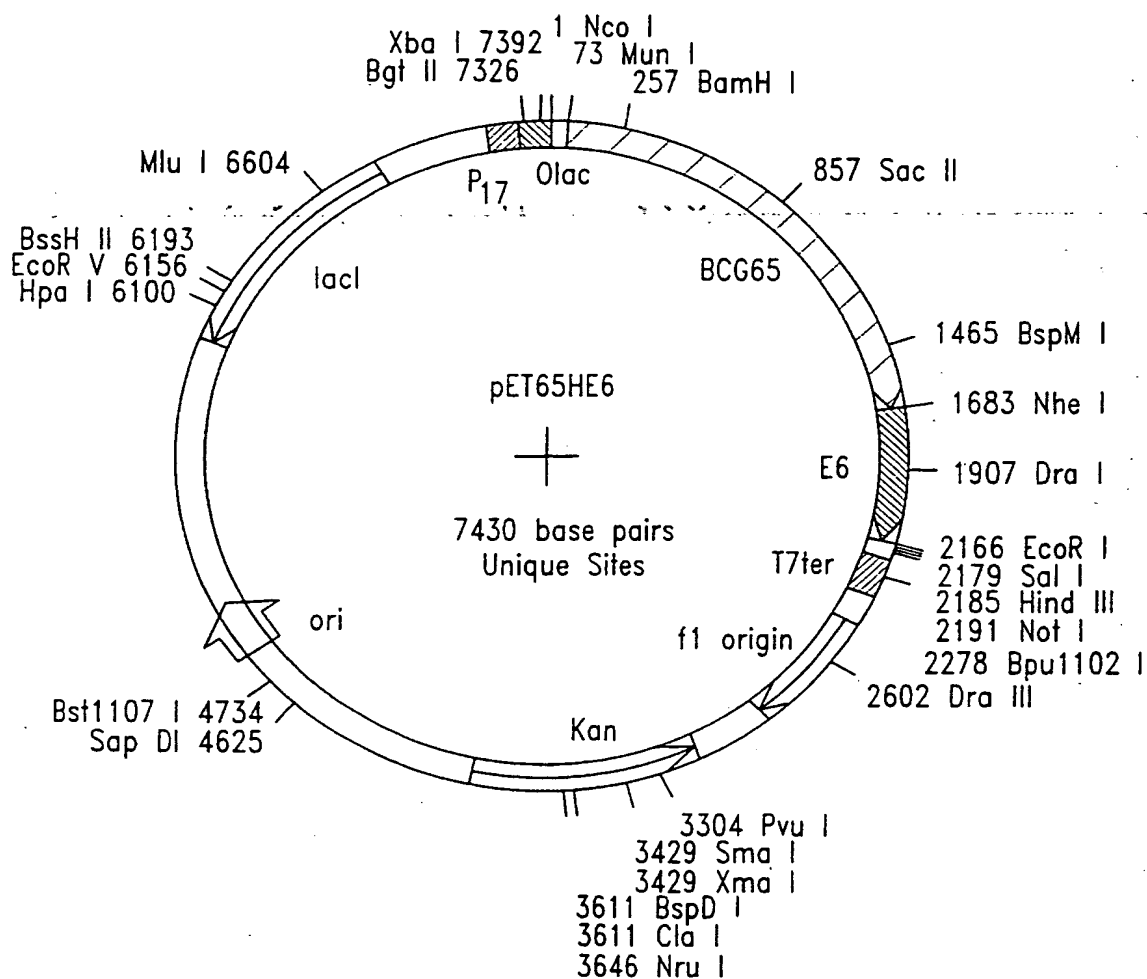 1 Nco I
Xba I 7392
73 Mun I
Bgt II 7326
257 BamH I
Mlu I 6604
P17
Olac
857 Sac II
BssH II 6193
EcoR V 6156
Hpa I 6100
lacI
BCG65
1465 BspM I
pET65HE6
1683 Nhe I
E6
1907 Dra I
7430 base pairs
Unique Sites
T7ter
2166 EcoR I
2179 Sal I
2185 Hind III
2191 Not I
2278 Bpu1102 I
2602 Dra III
ori
f1 origin
Bst1107 I 4734
Sap DI 4625
Kan
3304 Pvu I
3429 Sma I
3429 Xma I
3611 BspD I
3611 Cla I
3646 Nru I